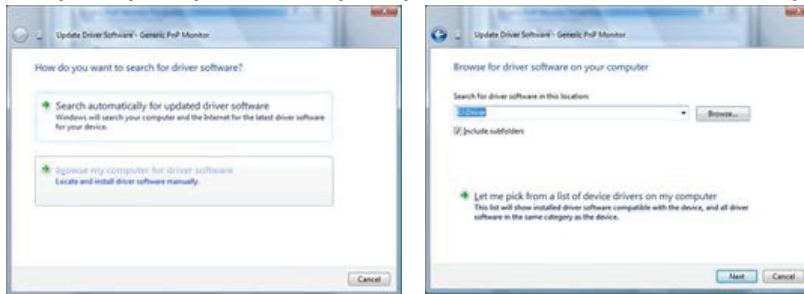 Update Driver Software - Generic PnP Monitor
How do you want to search for driver software?
Search automatically for updated driver software
Windows will search your computer and the Internet for the latest driver software
for your device.
Browse my computer for driver software
Locate and install driver software manually.
Cancel
Update Driver Software - Generic PnP Monitor
Browse for driver software on your computer
Search for driver software in this location:
Browse...
Include subfolders
Let me pick from a list of device drivers on my computer
This list will show installed driver software compatible with the device, and all driver
software in the same category as the device.
Next
Cancel